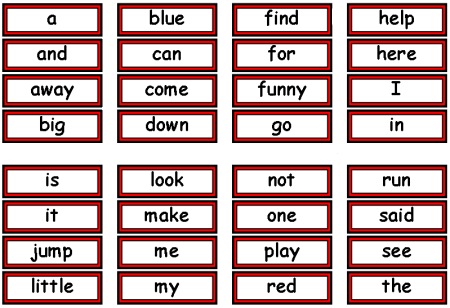 a blue find help
and can for here
away come funny I
big down go in
is look not run
it make one said
jump me play see
little my red the